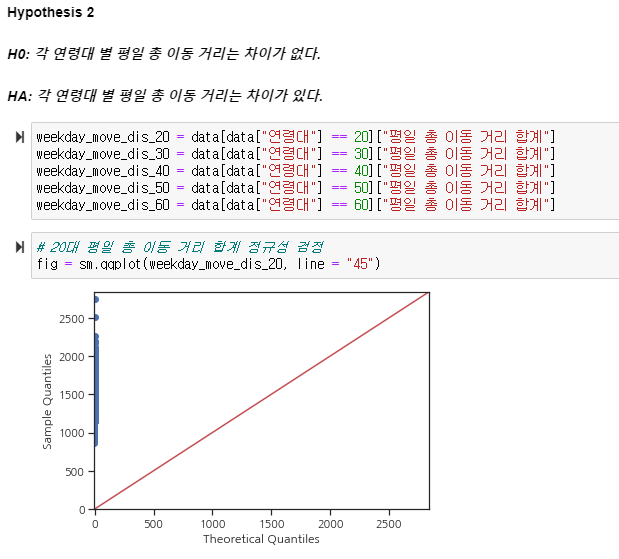 Hypothesis 2
H0: 각 연령대 별 평일 총 이동 거리는 차이가 없다.
HA: 각 연령대 별 평일 총 이동 거리는 차이가 있다.
weekday_move_dis_20 = data[data["연령대"] == 20]["평일 총 이동 거리 합계"]
weekday_move_dis_30 = data[data["연령대"] == 30]["평일 총 이동 거리 합계"]
weekday_move_dis_40 = data[data["연령대"] == 40]["평일 총 이동 거리 합계"]
weekday_move_dis_50 = data[data["연령대"] == 50]["평일 총 이동 거리 합계"]
weekday_move_dis_60 = data[data["연령대"] == 60]["평일 총 이동 거리 합계"]
# 20대 평일 총 이동 거리 합계 정규성 검정
fig = sm.qqplot(weekday_move_dis_20, line = "45")
2500
2000
1500
1000
500
0
Sample Quantiles
0 500 1000 1500 2000 2500
Theoretical Quantiles